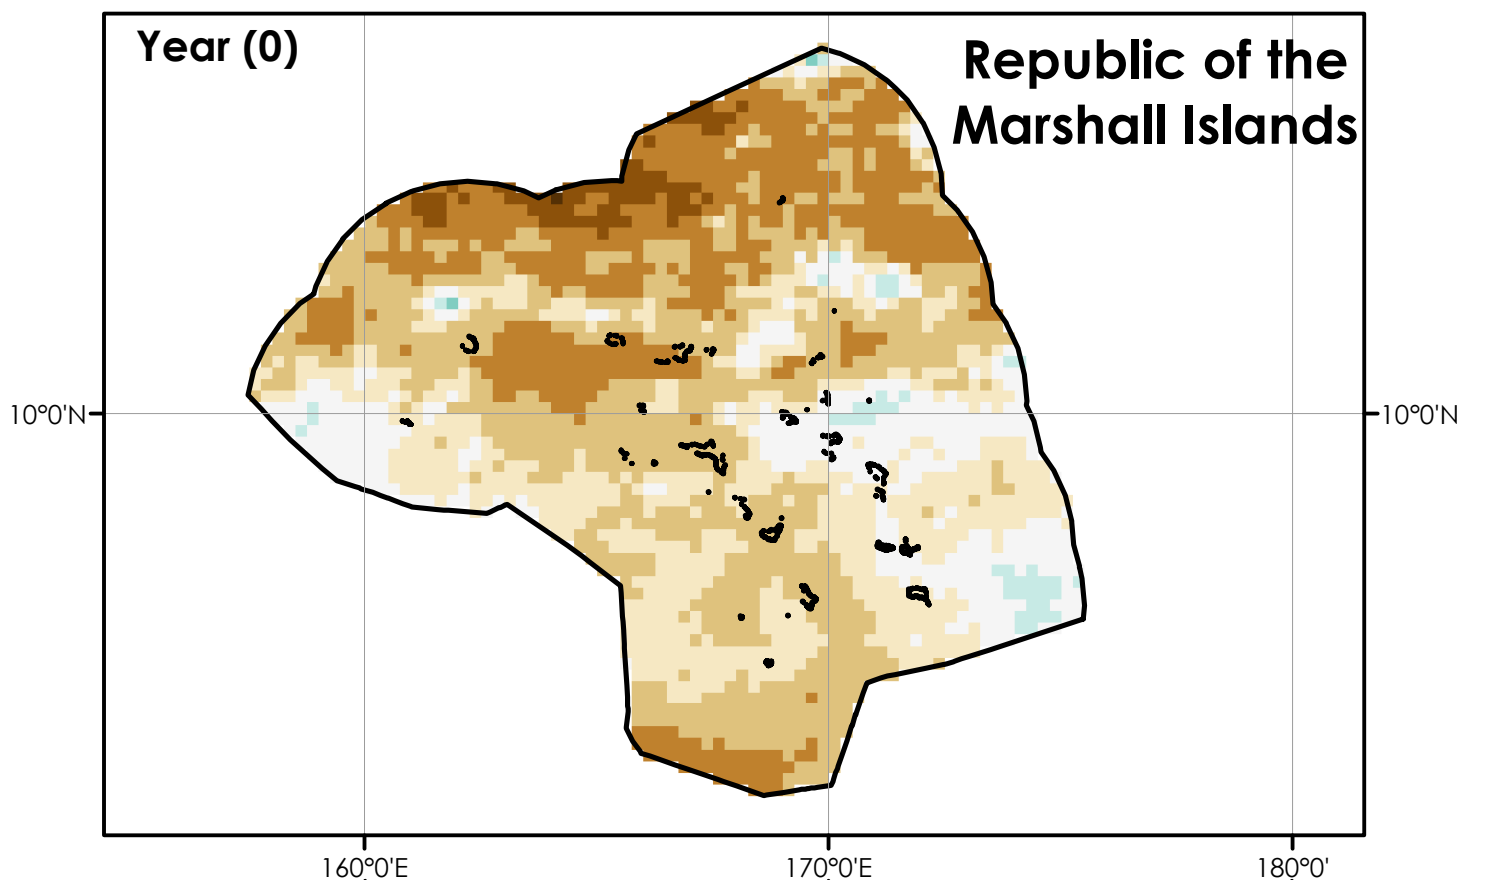 Year (0)
Republic of the
Marshall Islands
10°0'N
10°0'N
160°0'E
170°0'E
180°0'